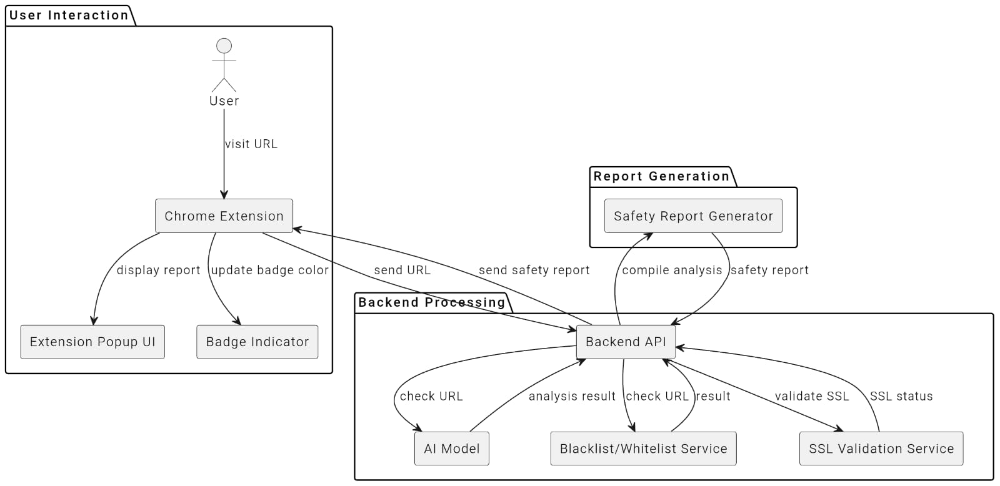 User Interaction
User
visit URL
Report Generation
Chrome Extension
Safety Report Generator
display report
update badge color
send URL
send safety report
compile analysis
safety report
Backend Processing
Extension Popup UI
Badge Indicator
Backend API
check URL
analysis result
check URL
result
validate SSL
SSL status
AI Model
Blacklist/Whitelist Service
SSL Validation Service